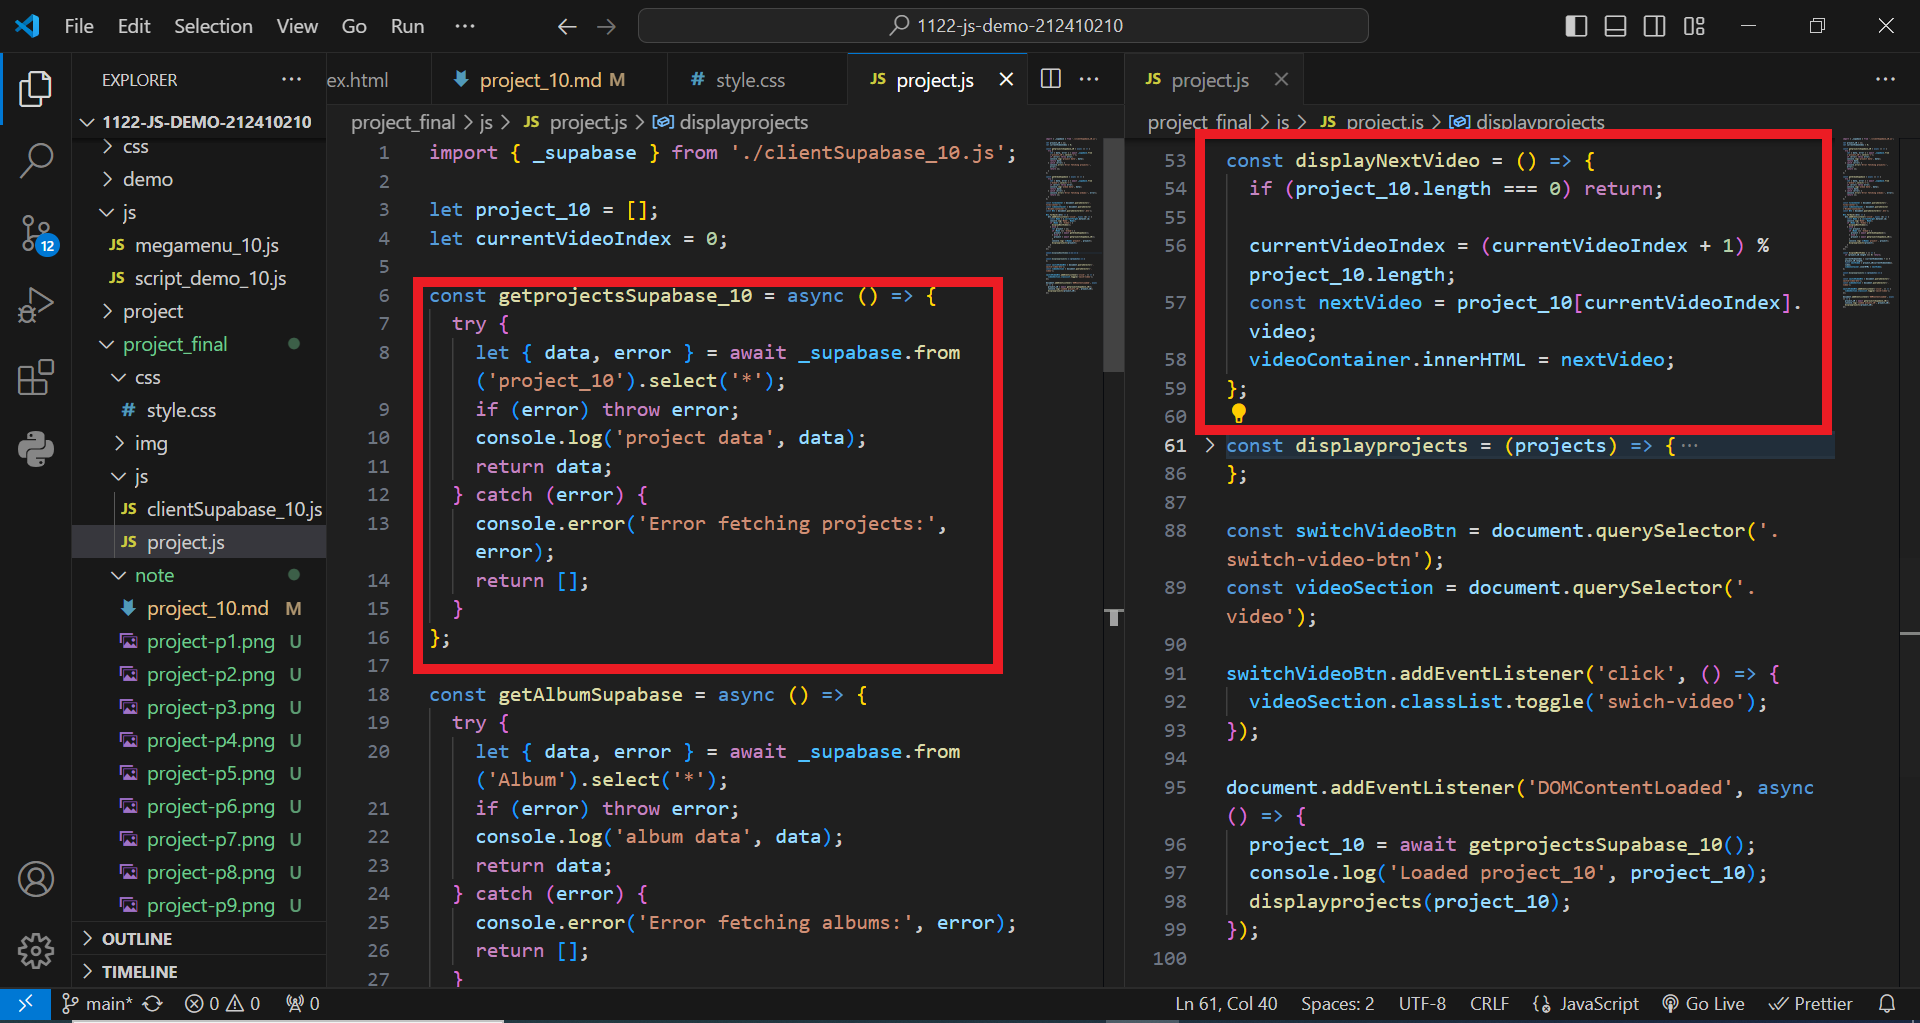 File Edit Selection View Go Run ···
1122-js-demo-212410210
EXPLORER
ex.html
project_10.md M
# style.css
JS project.js
JS project.js
1122-JS-DEMO-212410210
css
demo
js
JS megamenu_10.js
JS script_demo_10.js
project
project_final
css
# style.css
img
js
JS clientSupabase_10.js
JS project.js
note
project_10.md M
project-p1.png U
project-p2.png U
project-p3.png U
project-p4.png U
project-p5.png U
project-p6.png U
project-p7.png U
project-p8.png U
project-p9.png U
OUTLINE
TIMELINE
12
project_final > js > JS project.js > displayprojects
1 import { _supabase } from './clientSupabase_10.js';
2
3 let project_10 = [];
4 let currentVideoIndex = 0;
5
6 const getprojectsSupabase_10 = async () => {
7 try {
8 let { data, error } = await _supabase.from
('project_10').select('*');
9 if (error) throw error;
10 console.log('project data', data);
11 return data;
12 } catch (error) {
13 console.error('Error fetching projects:',
error);
14 return [];
15 }
16 };
17
18 const getAlbumSupabase = async () => {
19 try {
20 let { data, error } = await _supabase.from
('Album').select('*');
21 if (error) throw error;
22 console.log('album data', data);
23 return data;
24 } catch (error) {
25 console.error('Error fetching albums:', error);
26 return [];
27 }
project_final > js > JS project.js > displayprojects
53 const displayNextVideo = () => {
54 if (project_10.length === 0) return;
55
56 currentVideoIndex = (currentVideoIndex + 1) %
project_10.length;
57 const nextVideo = project_10[currentVideoIndex].
video;
58 videoContainer.innerHTML = nextVideo;
59 };
60
61 const displayprojects = (projects) => {···
86 };
87
88 const switchVideoBtn = document.querySelector('.
switch-video-btn');
89 const videoSection = document.querySelector('.
video');
90
91 switchVideoBtn.addEventListener('click', () => {
92 videoSection.classList.toggle('swich-video');
93 });
94
95 document.addEventListener('DOMContentLoaded', async
() => {
96 project_10 = await getprojectsSupabase_10();
97 console.log('Loaded project_10', project_10);
98 displayprojects(project_10);
99 });
100
main* 0 0 0
Ln 61, Col 40 Spaces: 2 UTF-8 CRLF {} JavaScript Go Live Prettier